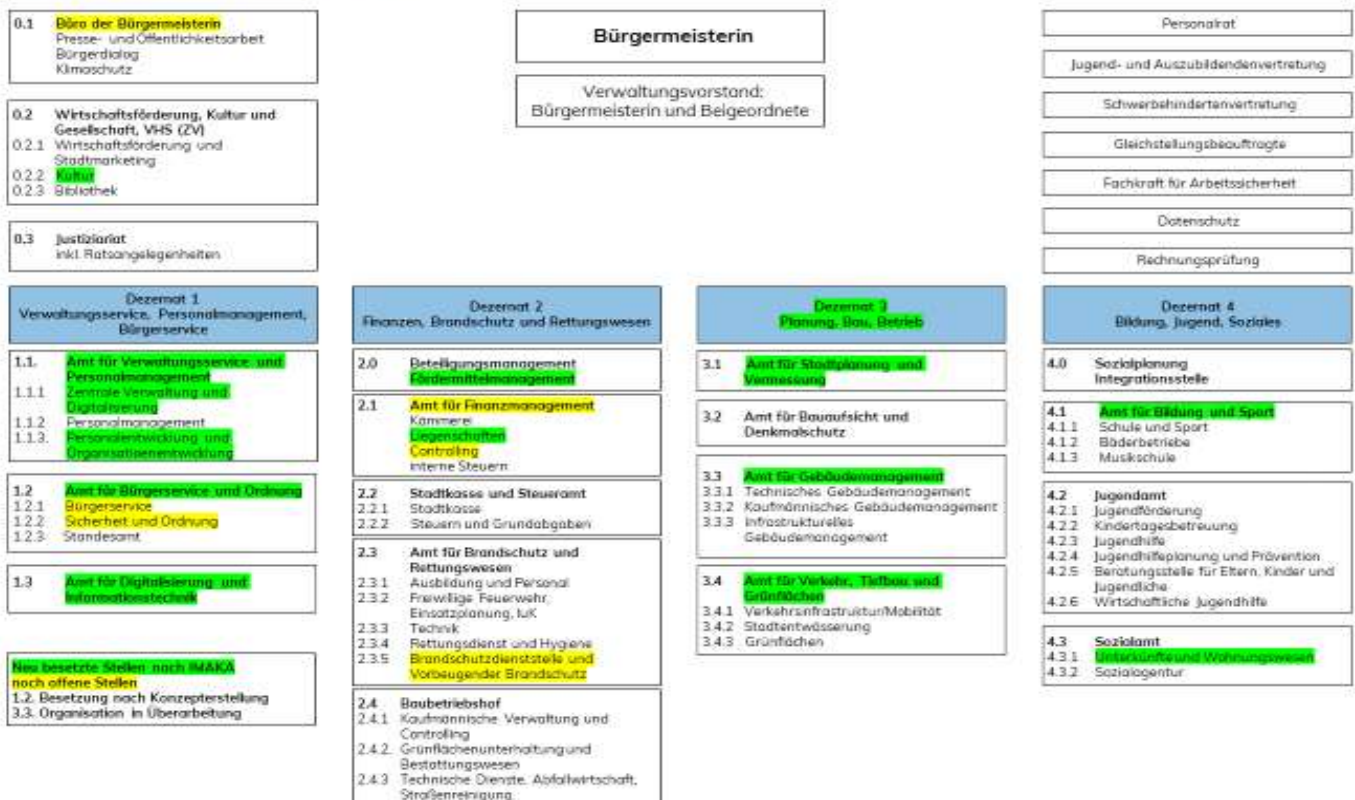 0.1 Büro der Bürgermeisterin
Presse- und Öffentlichkeitsarbeit
Bürgerdialog
Klimaschutz
0.2 Wirtschaftsförderung, Kultur und
Gesellschaft, VHS (ZV)
0.2.1 Wirtschaftsförderung und
Stadtmarketing
0.2.2 Kultur
0.2.3 Bibliothek
0.3 Justiziariat
inkl. Ratsangelegenheiten
Bürgermeisterin
Verwaltungsvorstand:
Bürgermeisterin und Beigeordnete
Personalrat
Jugend- und Auszubildendenvertretung
Schwerbehindertenvertretung
Gleichstellungsbeauftragte
Fachkraft für Arbeitssicherheit
Datenschutz
Rechnungsprüfung
Dezernat 1
Verwaltungsservice, Personalmanagement,
Bürgerservice
1.1. Amt für Verwaltungsservice und
Personalmanagement
1.1.1 Zentrale Verwaltung und
Digitalisierung
1.1.2 Personalmanagement
1.1.3. Personalentwicklung und
Organisationentwicklung
1.2 Amt für Bürgerservice und Ordnung
1.2.1 Bürgerservice
1.2.2 Sicherheit und Ordnung
1.2.3 Standesamt
1.3 Amt für Digitalisierung und
Informationstechnik
Neu besetzte Stellen nach IMAKA
noch offene Stellen
1.2. Besetzung nach Konzepterstellung
3.3. Organisation in Überarbeitung
Dezernat 2
Finanzen, Brandschutz und Rettungswesen
2.0 Beteiligungsmanagement
Fördermittelmanagement
2.1 Amt für Finanzmanagement
Kämmerei
Liegenschaften
Controlling
interne Steuern
2.2 Stadtkasse und Steueramt
2.2.1 Stadtkasse
2.2.2 Steuern und Grundabgaben
2.3 Amt für Brandschutz und
Rettungswesen
2.3.1 Ausbildung und Personal
2.3.2 Freiwillige Feuerwehr,
Einsatzplanung, IuK
2.3.3 Technik
2.3.4 Rettungsdienst und Hygiene
2.3.5 Brandschutzdienststelle und
Vorbeugender Brandschutz
2.4 Baubetriebshof
2.4.1 Kaufmännische Verwaltung und
Controlling
2.4.2. Grünflächenunterhaltung und
Bestattungswesen
2.4.3 Technische Dienste, Abfallwirtschaft,
Straßenreinigung,
Dezernat 3
Planung, Bau, Betrieb
3.1 Amt für Stadtplanung und
Vermessung
3.2 Amt für Bauaufsicht und
Denkmalschutz
3.3 Amt für Gebäudemanagement
3.3.1 Technisches Gebäudemanagement
3.3.2 Kaufmännisches Gebäudemanagement
3.3.3 Infrastrukturelles
Gebäudemanagement
3.4 Amt für Verkehr, Tiefbau und
Grünflächen
3.4.1 Verkehrsinfrastruktur/Mobilität
3.4.2 Stadtentwässerung
3.4.3 Grünflächen
Dezernat 4
Bildung, Jugend, Soziales
4.0 Sozialplanung
Integrationsstelle
4.1 Amt für Bildung und Sport
4.1.1 Schule und Sport
4.1.2 Bäderbetriebe
4.1.3 Musikschule
4.2 Jugendamt
4.2.1 Jugendförderung
4.2.2 Kindertagesbetreuung
4.2.3 Jugendhilfe
4.2.4 Jugendhilfeplanung und Prävention
4.2.5 Beratungsstelle für Eltern, Kinder und
Jugendliche
4.2.6 Wirtschaftliche Jugendhilfe
4.3 Sozialamt
4.3.1 Unterkünfte und Wohnungswesen
4.3.2 Sozialagentur